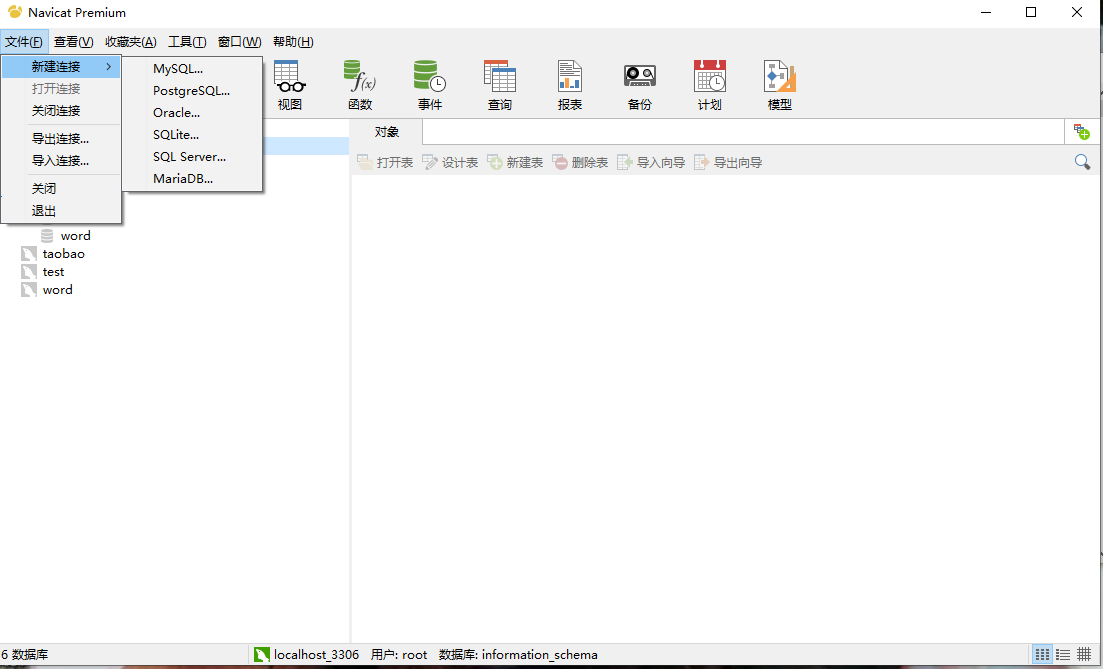 Navicat Premium
文件(F) 查看(V) 收藏夹(A) 工具(T) 窗口(W) 帮助(H)
新建连接
打开连接
关闭连接
导出连接...
导入连接...
关闭
退出
MySQL...
PostgreSQL...
Oracle...
SQLite...
SQL Server...
MariaDB...
视图 函数 事件 查询 报表 备份 计划 模型
f(x)
对象
打开表 设计表 新建表 删除表 导入向导 导出向导
word
taobao
test
word
6 数据库 localhost_3306 用户: root 数据库: information_schema